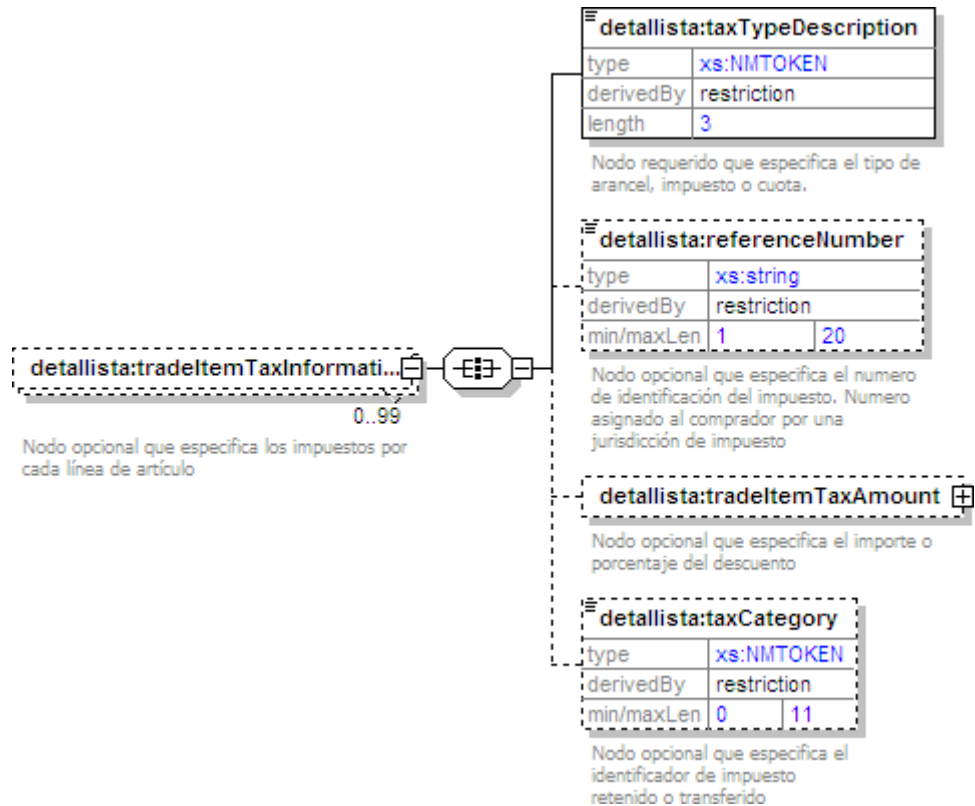 detallista:taxTypeDescription
type xs:NMTOKEN
derivedBy restriction
length 3
Nodo requerido que especifica el tipo de
arancel, impuesto o cuota.
detallista:referenceNumber
type xs:string
derivedBy restriction
min/maxLen 1 20
Nodo opcional que especifica el numero
de identificación del impuesto. Numero
asignado al comprador por una
jurisdicción de impuesto
detallista:tradeItemTaxInformati...
0..99
Nodo opcional que especifica los impuestos por
cada línea de artículo
detallista:tradeItemTaxAmount
Nodo opcional que especifica el importe o
porcentaje del descuento
detallista:taxCategory
type xs:NMTOKEN
derivedBy restriction
min/maxLen 0 11
Nodo opcional que especifica el
identificador de impuesto
retenido o transferido